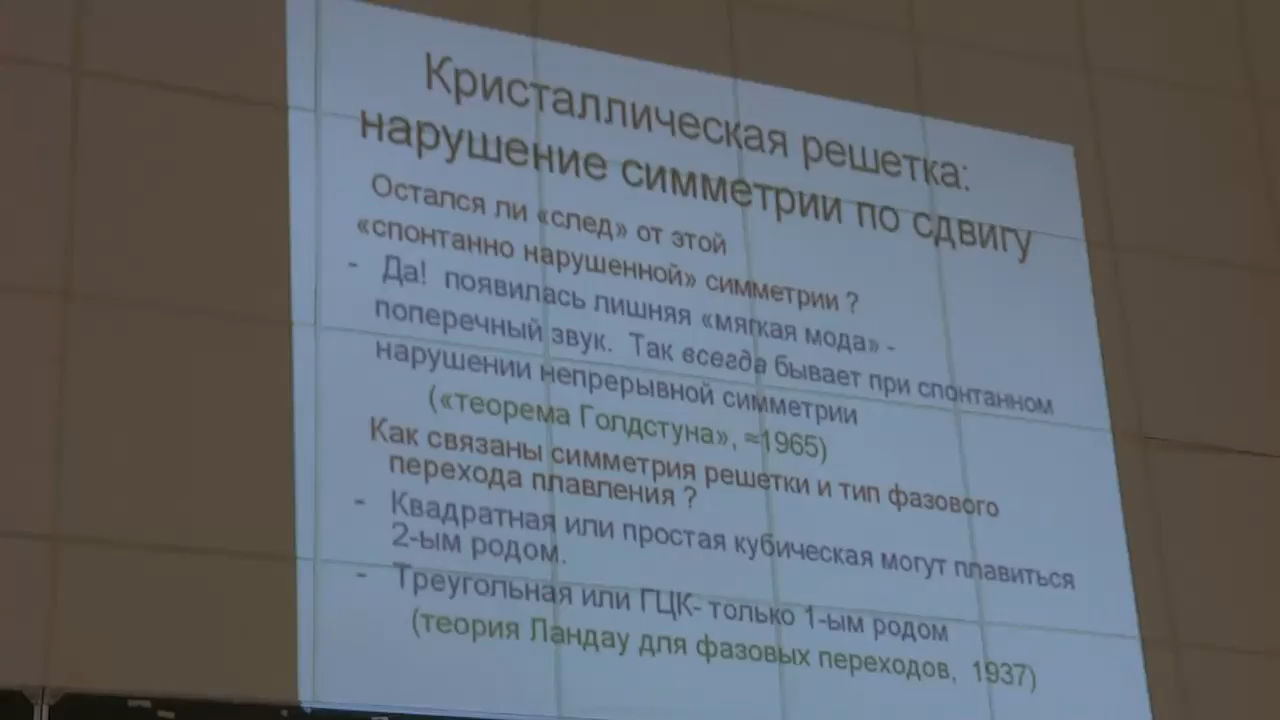 Кристаллическая решетка:
нарушение симметрии по сдвигу
Остался ли «след» от этой
«спонтанно нарушенной» симметрии ?
- Да! появилась лишняя «мягкая мода» -
поперечный звук. Так всегда бывает при спонтанном
нарушении непрерывной симметрии
(«теорема Голдстуна», ≈1965)
Как связаны симметрия решетки и тип фазового
перехода плавления ?
- Квадратная или простая кубическая могут плавиться
2-ым родом.
- Треугольная или ГЦК- только 1-ым родом
(теория Ландау для фазовых переходов, 1937)